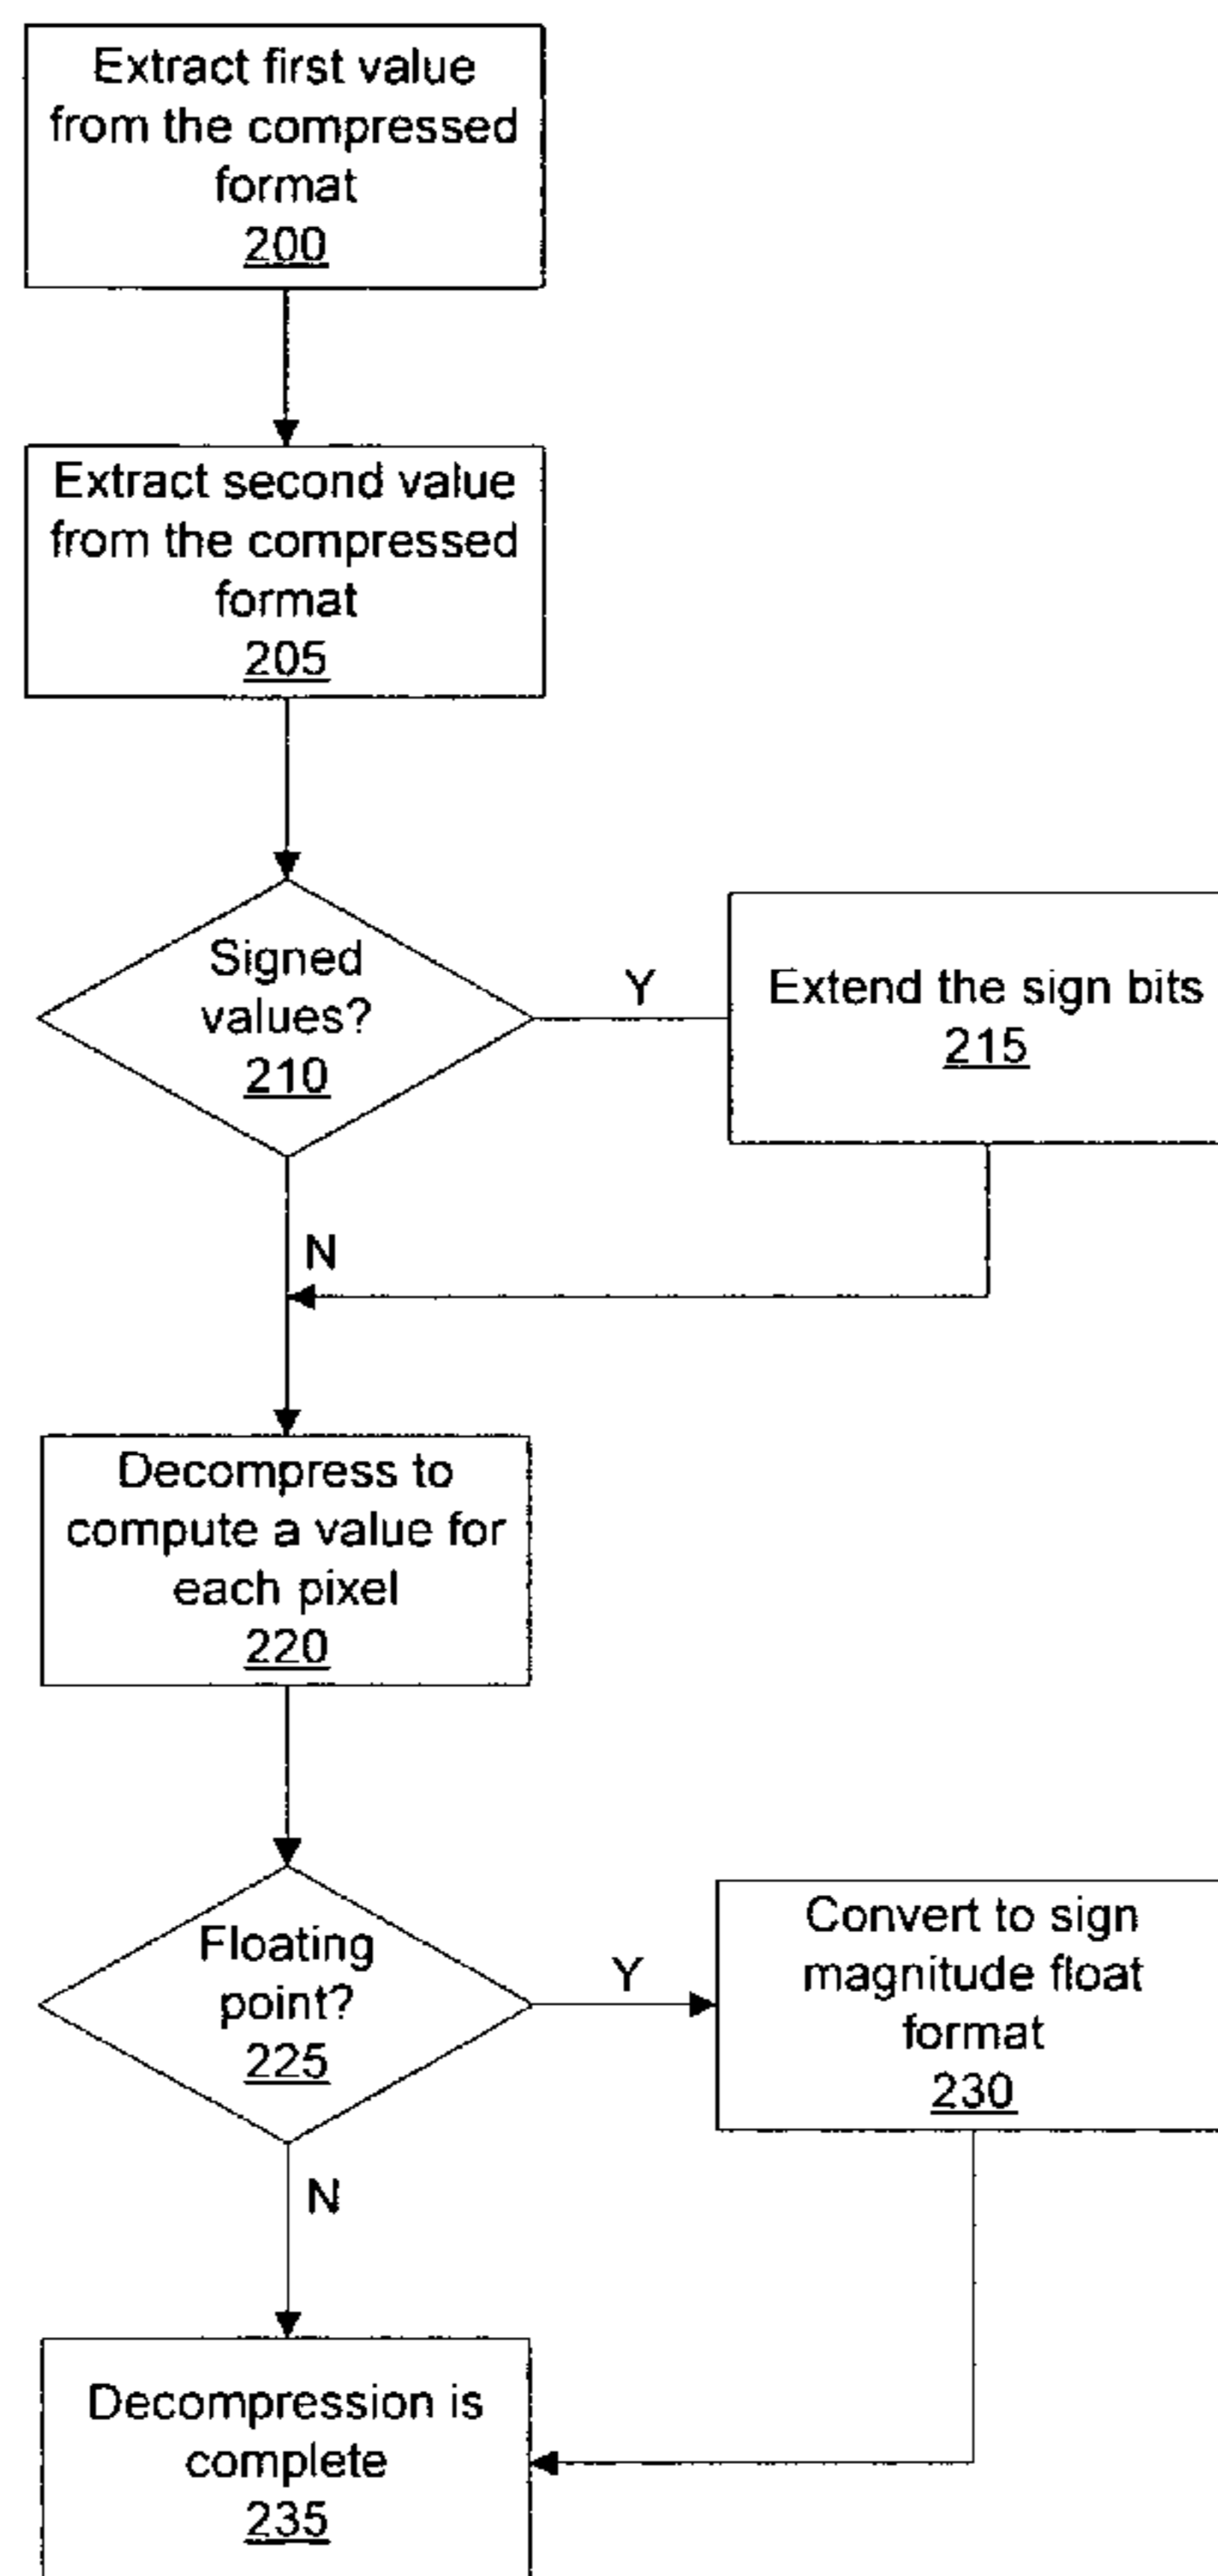 Extract first value
from the compressed
format
200
Extract second value
from the compressed
format
205
Signed
values?
210
Y
Extend the sign bits
215
N
Decompress to
compute a value for
each pixel
220
Floating
point?
225
Y
Convert to sign
magnitude float
format
230
N
Decompression is
complete
235